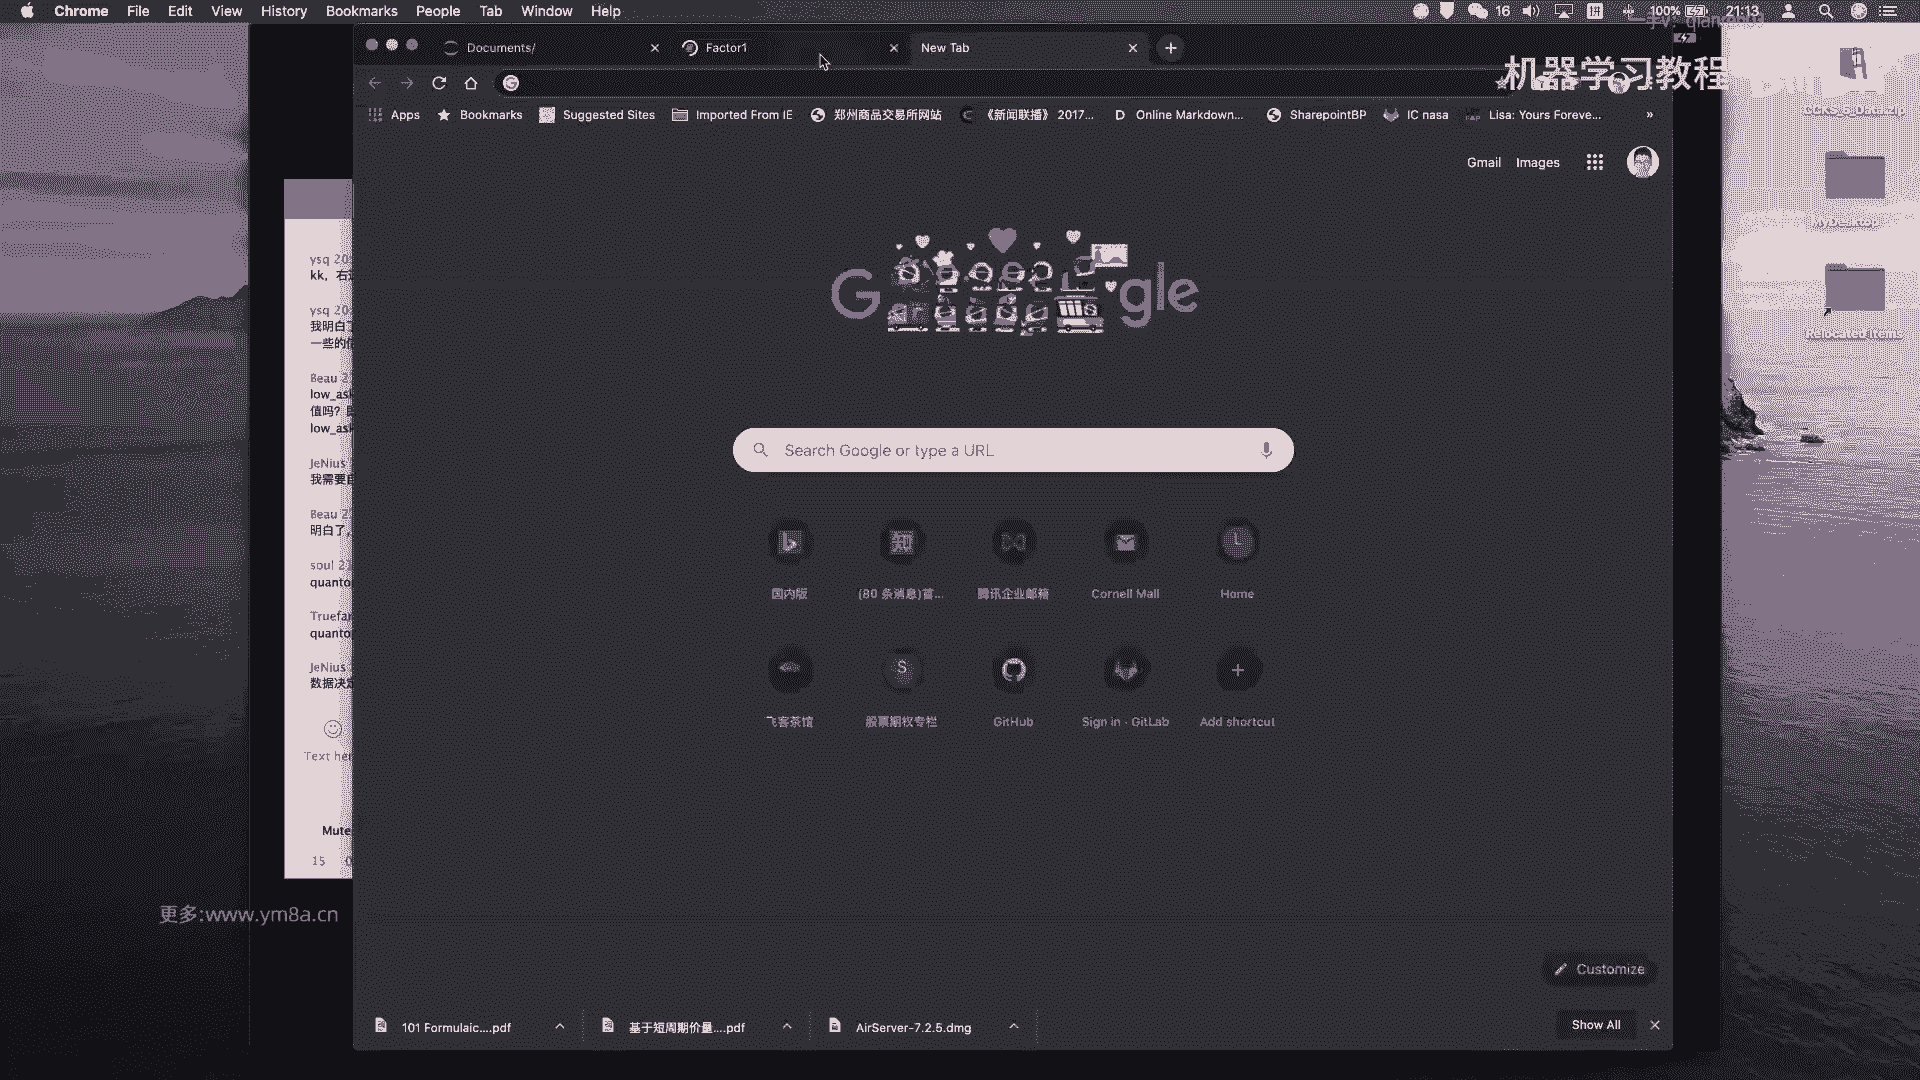 Chrome File Edit View History Bookmarks People Tab Window Help
16 100% 21:13
Documents/ Factor1 New Tab
机器学习教程
Apps Bookmarks Suggested Sites Imported From IE 郑州商品交易所网站 《新闻联播》 2017... Online Markdown... SharepointBP IC nasa Lisa: Yours Foreve... »
CCKS_6_Data.zip
Gmail Images
MyDesktop
ysq 20
kk，右
ysq 20
我明白
一些的
Relocated Items
Beau 2
low_as
值吗？
low_as
Search Google or type a URL
JeNius
我需要
Beau 2
明白了，
soul 2
quanto
国内版 (80 条消息)首... 腾讯企业邮箱 Cornell Mail Home
Truefa
quanto
JeNius
数据决定
飞客茶馆 股票期权专栏 GitHub Sign in · GitLab Add shortcut
Text her
Mute
15
更多:www.ym8a.cn
Customize
101 Formulaic....pdf 基于短周期价量....pdf AirServer-7.2.5.dmg Show All